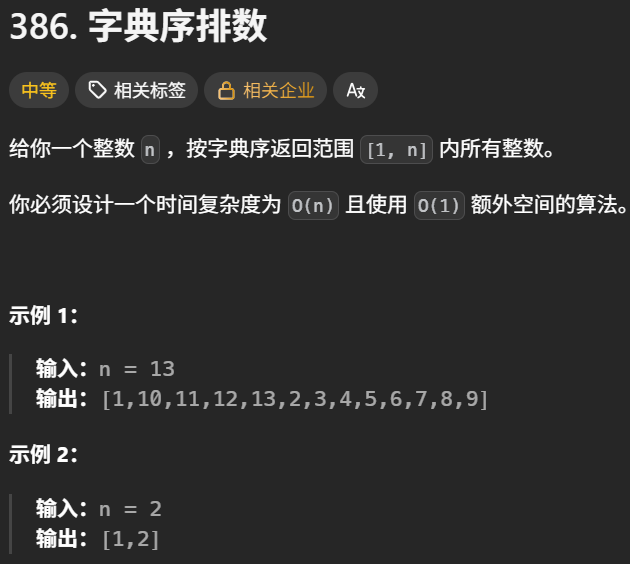 386. 字典序排数
中等 相关标签 相关企业 A文
给你一个整数 n ，按字典序返回范围 [1, n] 内所有整数。
你必须设计一个时间复杂度为 O(n) 且使用 O(1) 额外空间的算法。
示例 1：
输入：n = 13
输出：[1,10,11,12,13,2,3,4,5,6,7,8,9]
示例 2：
输入：n = 2
输出：[1,2]